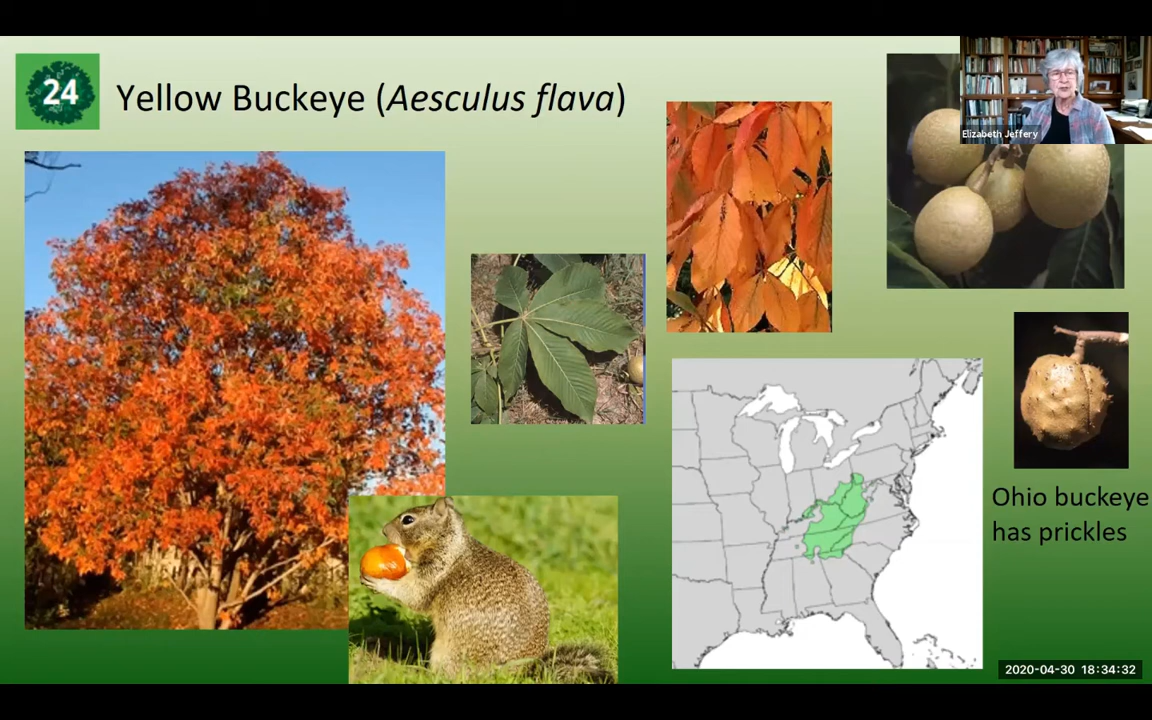 24
Yellow Buckeye (Aesculus flava)
Elizabeth Jeffery
Ohio buckeye
has prickles
2020-04-30 18:34:32